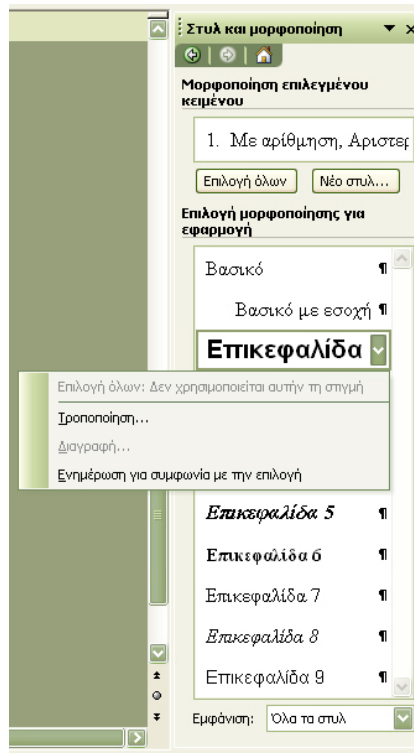 Στυλ και μορφοποίηση
Μορφοποίηση επιλεγμένου
κειμένου
1. Με αρίθμηση, Αριστερ
Επιλογή όλων Νέο στυλ...
Επιλογή μορφοποίησης για
εφαρμογή
Βασικό ¶
Βασικό με εσοχή ¶
Επικεφαλίδα
Επιλογή όλων: Δεν χρησιμοποιείται αυτήν τη στιγμή
Τροποποίηση...
Διαγραφή...
Ενημέρωση για συμφωνία με την επιλογή
Επικεφαλίδα 5 ¶
Επικεφαλίδα 6 ¶
Επικεφαλίδα 7 ¶
Επικεφαλίδα 8 ¶
Επικεφαλίδα 9 ¶
Εμφάνιση: Όλα τα στυλ